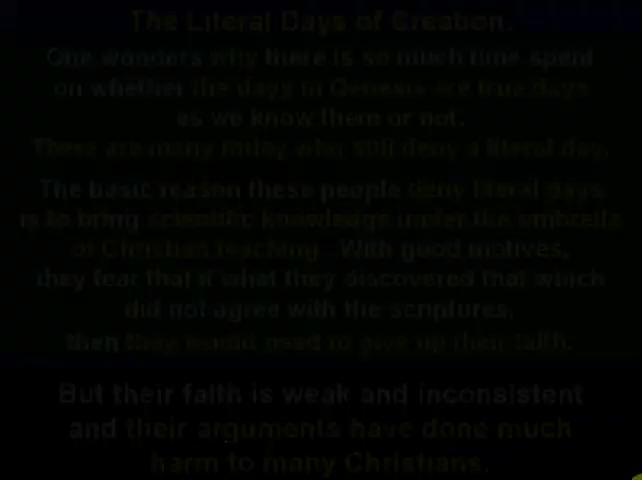 The Literal Days of Creation.
One wonders why there is so much time spent
on whether the days in Genesis are true days
as we know them or not.
There are many today who still deny a literal day.
The basic reason these people deny literal days
is to bring scientific knowledge under the umbrella
of Christian teaching. With good motives,
they fear that if what they discovered that which
did not agree with the scriptures,
then they would need to give up their faith.
But their faith is weak and inconsistent
and their arguments have done much
harm to many Christians.